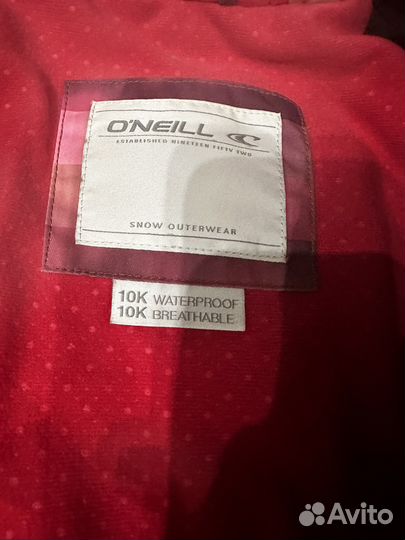 O'NEILL
ESTABLISHED NINETEEN FIFTY TWO
SNOW OUTERWEAR
10K WATERPROOF
10K BREATHABLE
Avito